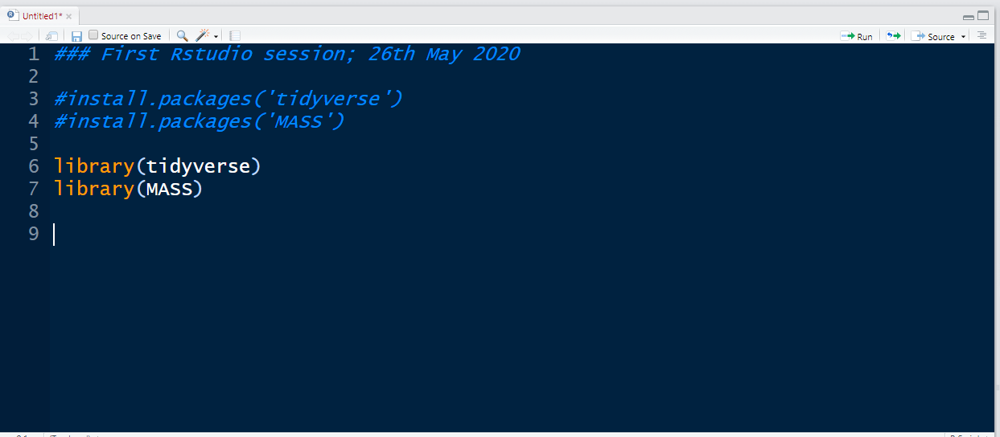 Untitled1*
Source on Save
Run
Source
1 ### First Rstudio session; 26th May 2020
2
3 #install.packages('tidyverse')
4 #install.packages('MASS')
5
6 library(tidyverse)
7 library(MASS)
8
9